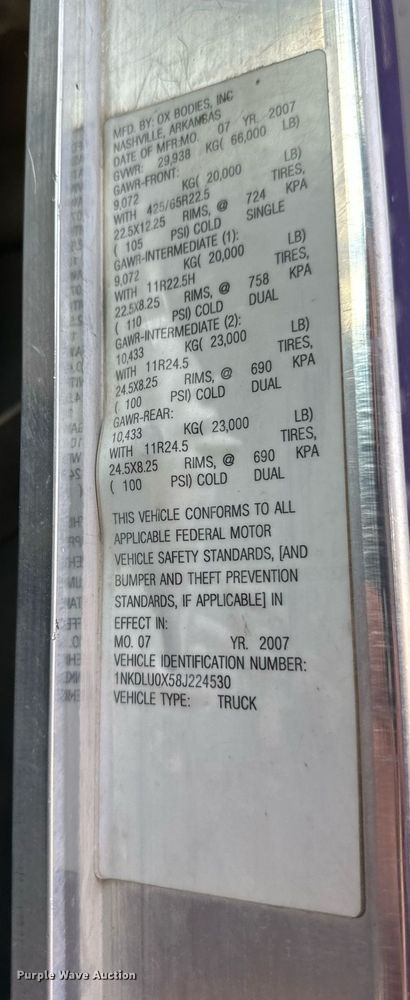 MFD. BY: OX BODIES, INC
NASHVILLE, ARKANSAS
DATE OF MFR:MO. 07 YR. 2007
GVWR: 29,938 KG( 66,000 LB)
GAWR-FRONT:
9,072 KG( 20,000 LB)
WITH 425/65R22.5 TIRES,
22.5X12.25 RIMS, @ 724 KPA
( 105 PSI) COLD SINGLE
GAWR-INTERMEDIATE (1):
9,072 KG( 20,000 LB)
WITH 11R22.5H TIRES,
22.5X8.25 RIMS, @ 758 KPA
( 110 PSI) COLD DUAL
GAWR-INTERMEDIATE (2):
10,433 KG( 23,000 LB)
WITH 11R24.5 TIRES,
24.5X8.25 RIMS, @ 690 KPA
( 100 PSI) COLD DUAL
GAWR-REAR:
10,433 KG( 23,000 LB)
WITH 11R24.5 TIRES,
24.5X8.25 RIMS, @ 690 KPA
( 100 PSI) COLD DUAL
THIS VEHICLE CONFORMS TO ALL
APPLICABLE FEDERAL MOTOR
VEHICLE SAFETY STANDARDS, [AND
BUMPER AND THEFT PREVENTION
STANDARDS, IF APPLICABLE] IN
EFFECT IN:
MO. 07 YR. 2007
VEHICLE IDENTIFICATION NUMBER:
1NKDLU0X58J224530
VEHICLE TYPE: TRUCK
Purple Wave Auction